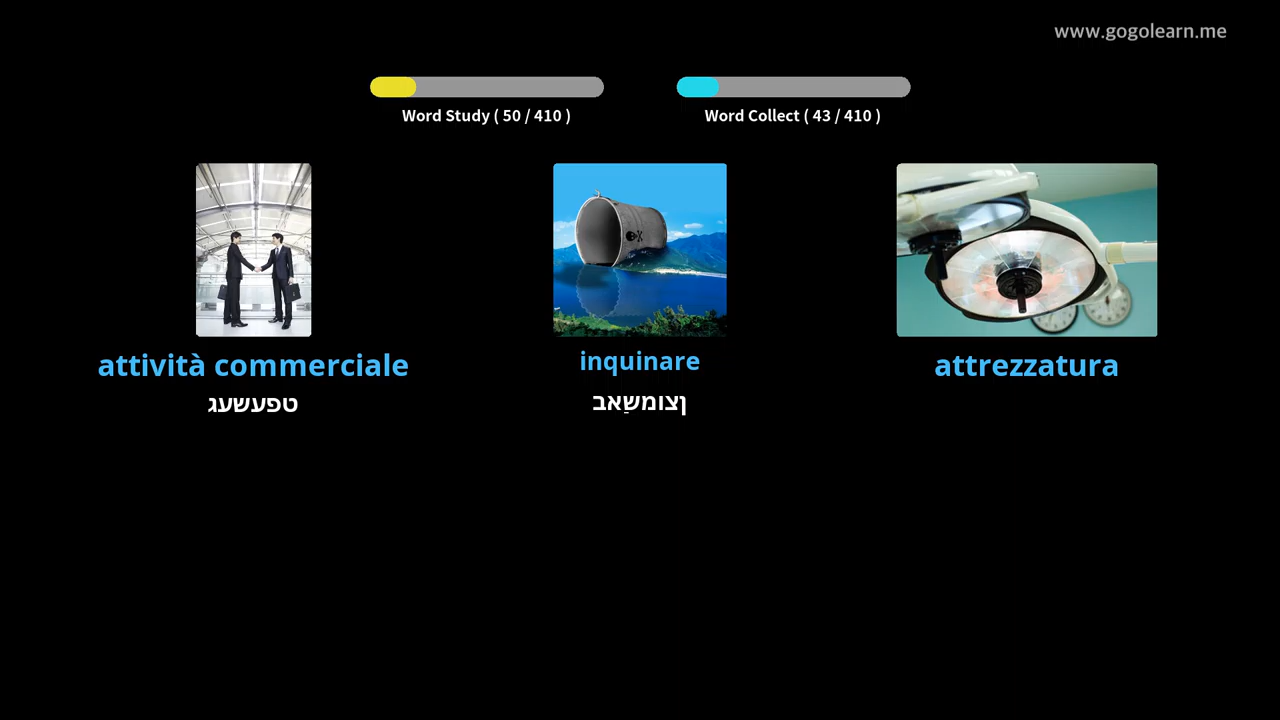 www.gogolearn.me
Word Study ( 50 / 410 )
Word Collect ( 43 / 410 )
attività commerciale
טפעשעג
inquinare
ןצומשַאב
attrezzatura